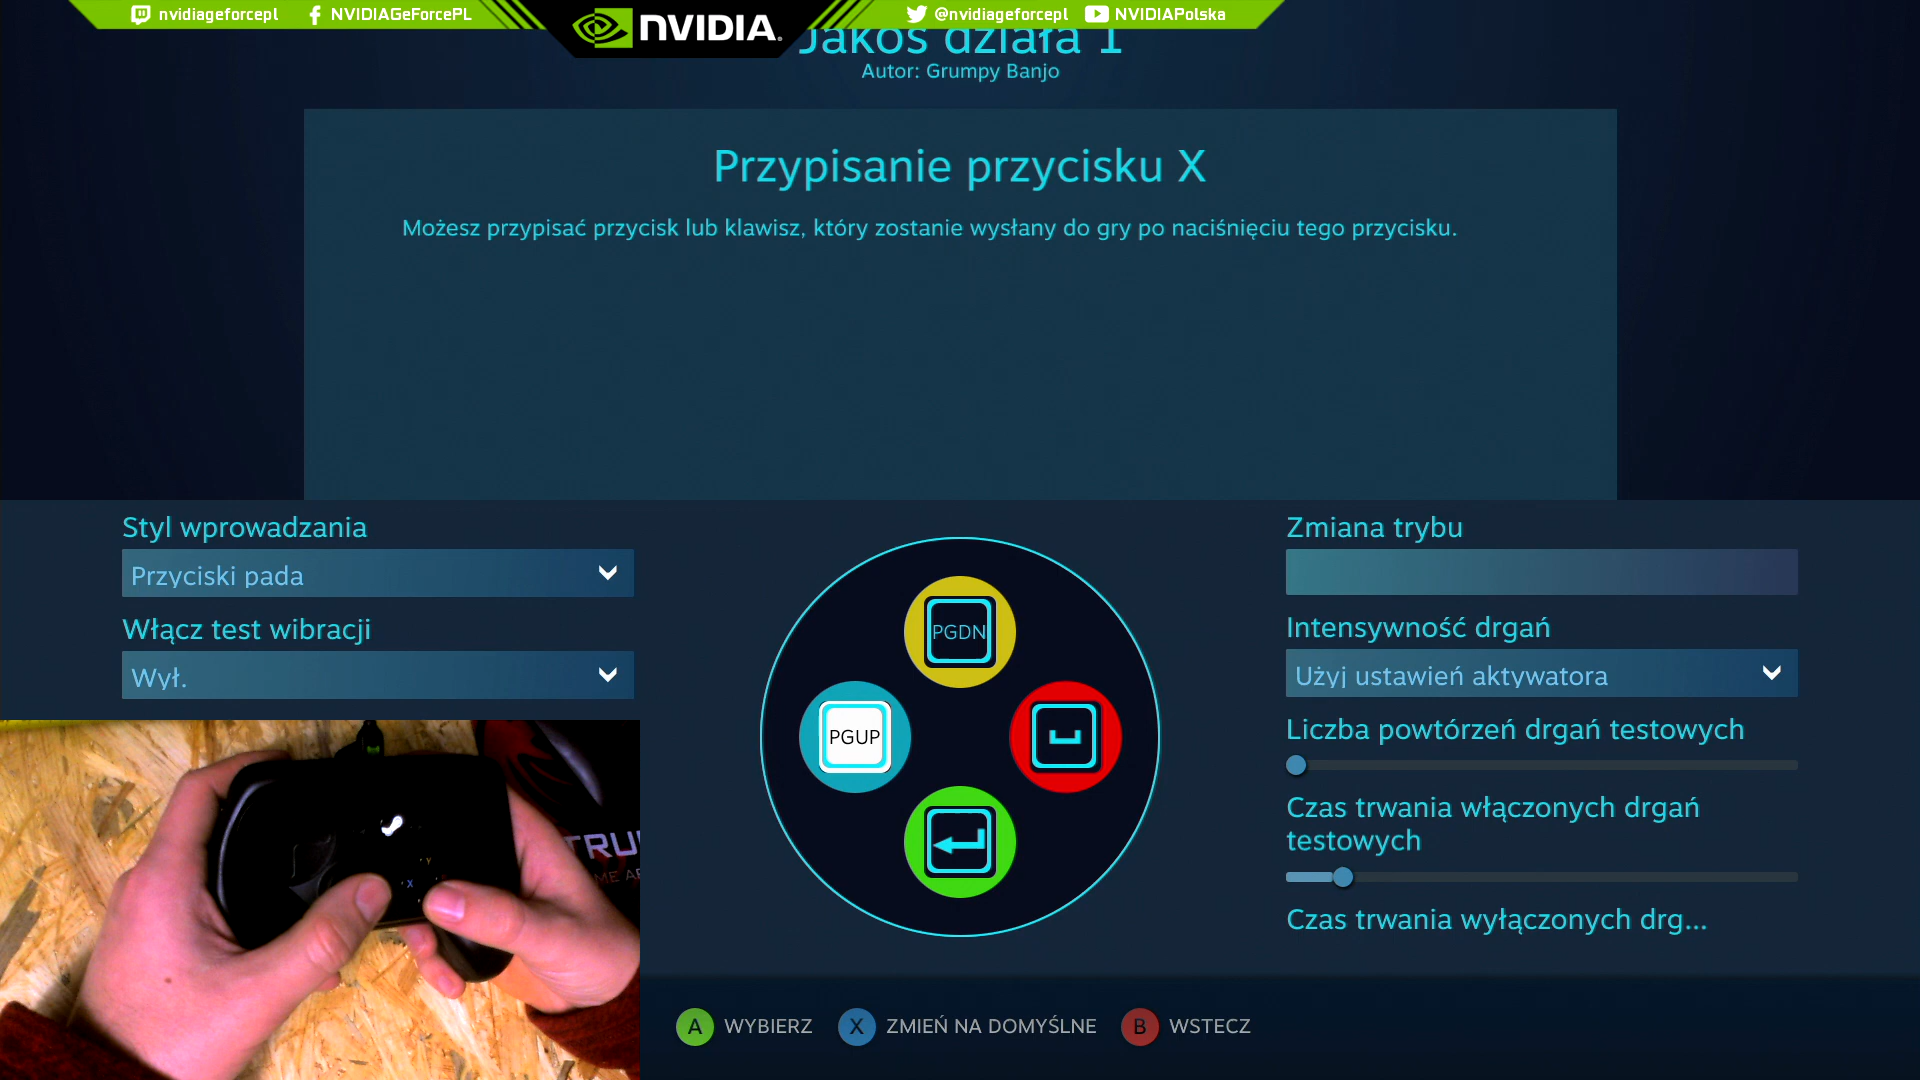 nvidiageforcepl
NVIDIAGeForcePL
NVIDIA.
@nvidiageforcepl
NVIDIAPolska
Jakoś działa 1
Autor: Grumpy Banjo
Przypisanie przycisku X
Możesz przypisać przycisk lub klawisz, który zostanie wysłany do gry po naciśnięciu tego przycisku.
Styl wprowadzania
Przyciski pada
Włącz test wibracji
Wył.
PGDN
PGUP
Zmiana trybu
Intensywność drgań
Użyj ustawień aktywatora
Liczba powtórzeń drgań testowych
Czas trwania włączonych drgań
testowych
Czas trwania wyłączonych drg...
Y
X
A WYBIERZ
X ZMIEŃ NA DOMYŚLNE
B WSTECZ